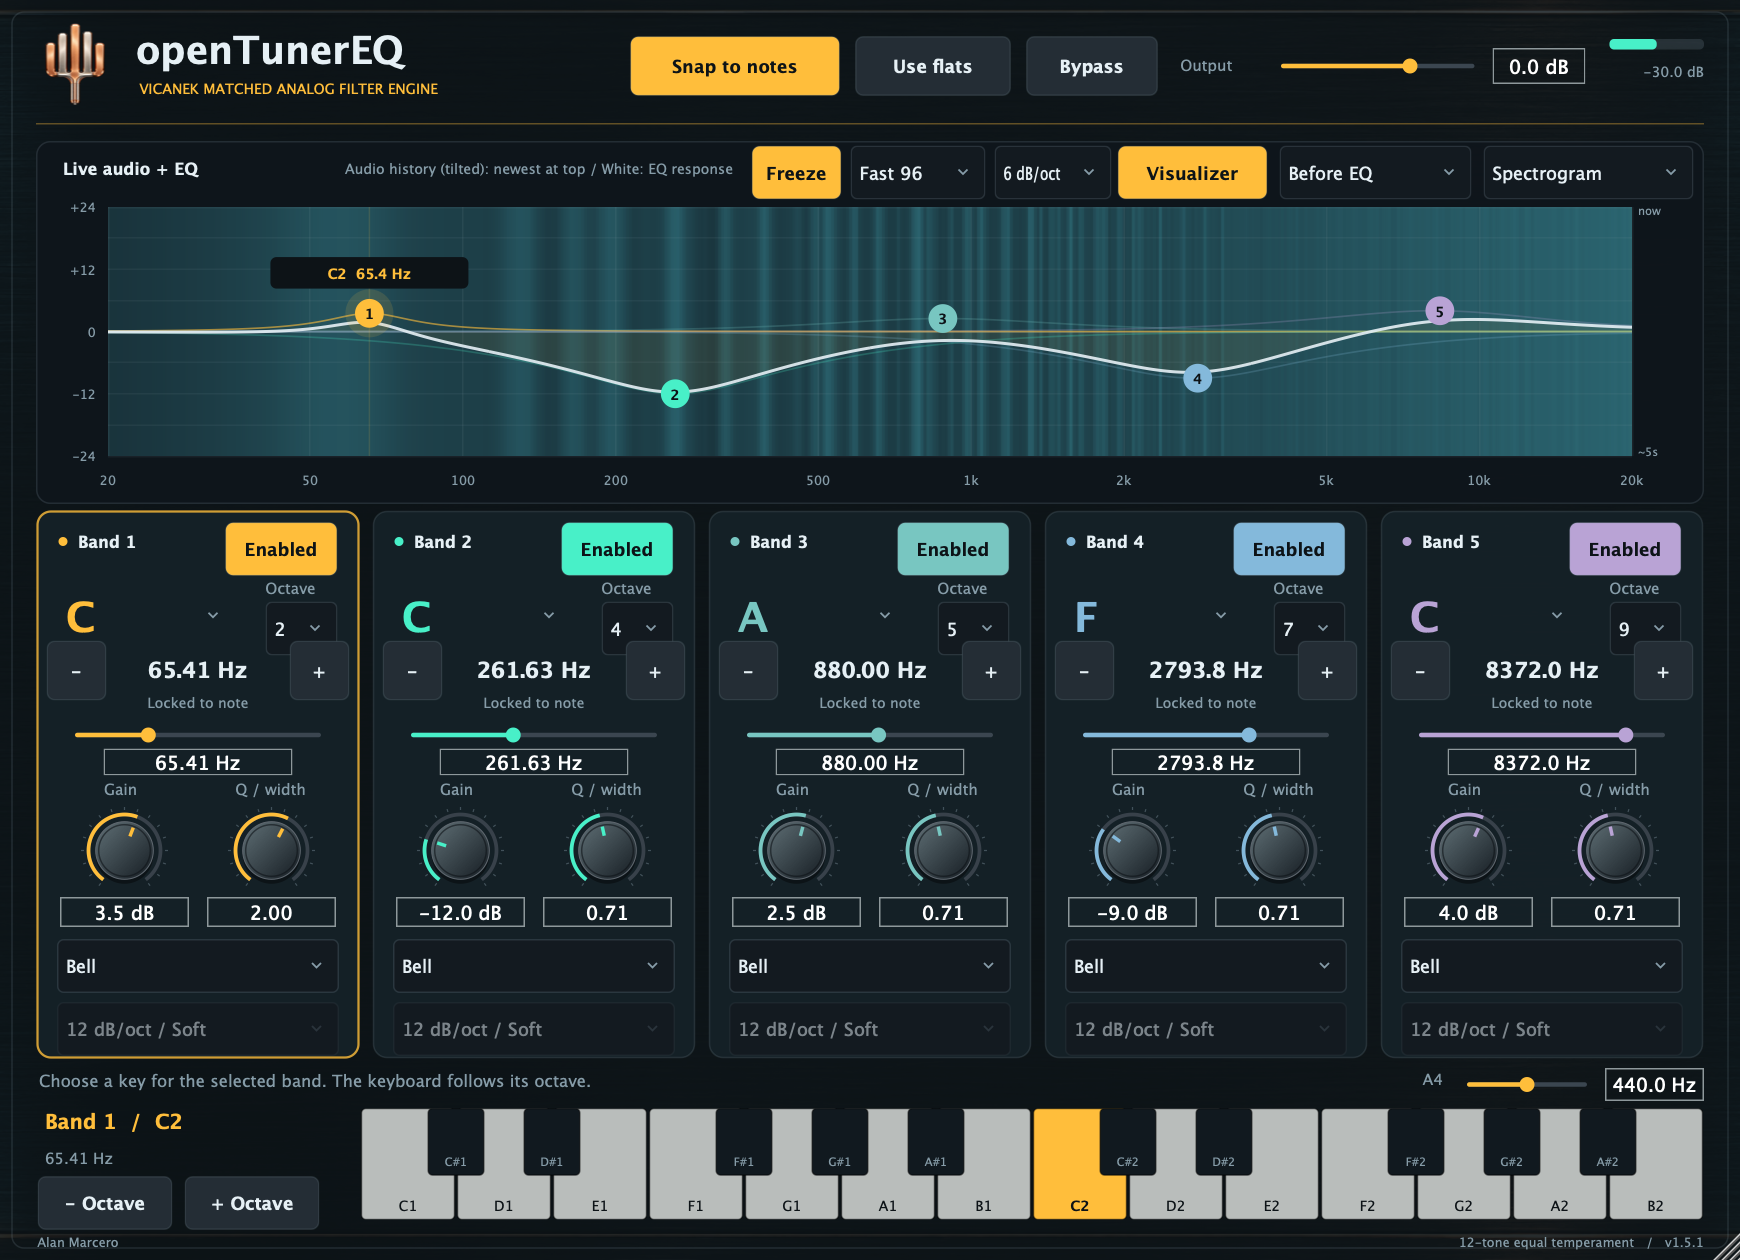 openTunerEQ
VICANEK MATCHED ANALOG FILTER ENGINE
Snap to notes
Use flats
Bypass
Output
0.0 dB
-30.0 dB
Live audio + EQ
Audio history (tilted): newest at top / White: EQ response
Freeze
Fast 96
6 dB/oct
Visualizer
Before EQ
Spectrogram
+24
+12
0
-12
-24
now
~5s
C2 65.4 Hz
1
2
3
4
5
20 50 100 200 500 1k 2k 5k 10k 20k
Band 1
Enabled
Octave
C
2
-
65.41 Hz
+
Locked to note
65.41 Hz
Gain
Q / width
3.5 dB
2.00
Bell
12 dB/oct / Soft
Band 2
Enabled
Octave
C
4
-
261.63 Hz
+
Locked to note
261.63 Hz
Gain
Q / width
-12.0 dB
0.71
Bell
12 dB/oct / Soft
Band 3
Enabled
Octave
A
5
-
880.00 Hz
+
Locked to note
880.00 Hz
Gain
Q / width
2.5 dB
0.71
Bell
12 dB/oct / Soft
Band 4
Enabled
Octave
F
7
-
2793.8 Hz
+
Locked to note
2793.8 Hz
Gain
Q / width
-9.0 dB
0.71
Bell
12 dB/oct / Soft
Band 5
Enabled
Octave
C
9
-
8372.0 Hz
+
Locked to note
8372.0 Hz
Gain
Q / width
4.0 dB
0.71
Bell
12 dB/oct / Soft
Choose a key for the selected band. The keyboard follows its octave.
A4
440.0 Hz
Band 1 / C2
65.41 Hz
- Octave
+ Octave
C#1 D#1 F#1 G#1 A#1 C#2 D#2 F#2 G#2 A#2
C1 D1 E1 F1 G1 A1 B1 C2 D2 E2 F2 G2 A2 B2
Alan Marcero
12-tone equal temperament / v1.5.1